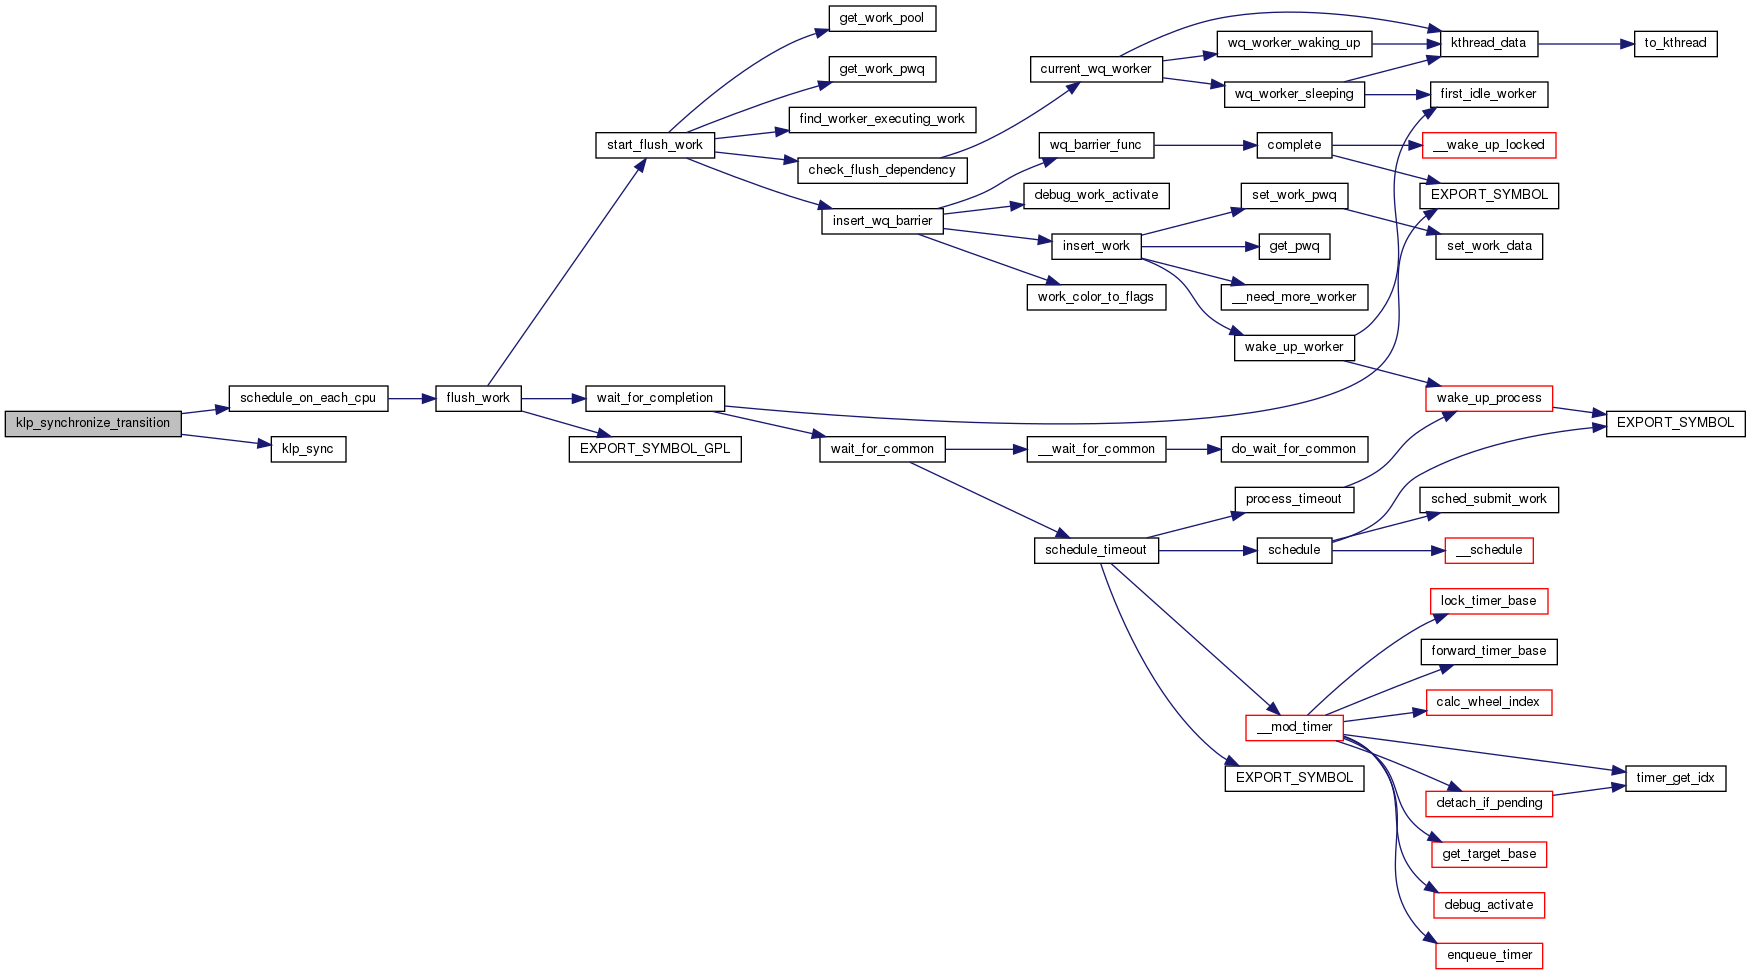 klp_synchronize_transition
schedule_on_each_cpu
klp_sync
flush_work
start_flush_work
wait_for_completion
EXPORT_SYMBOL_GPL
get_work_pool
get_work_pwq
find_worker_executing_work
check_flush_dependency
insert_wq_barrier
wait_for_common
current_wq_worker
wq_barrier_func
debug_work_activate
insert_work
work_color_to_flags
__wait_for_common
schedule_timeout
wq_worker_waking_up
wq_worker_sleeping
complete
set_work_pwq
get_pwq
__need_more_worker
wake_up_worker
do_wait_for_common
process_timeout
schedule
__mod_timer
EXPORT_SYMBOL
kthread_data
first_idle_worker
__wake_up_locked
EXPORT_SYMBOL
set_work_data
wake_up_process
sched_submit_work
__schedule
lock_timer_base
forward_timer_base
calc_wheel_index
detach_if_pending
get_target_base
debug_activate
enqueue_timer
to_kthread
EXPORT_SYMBOL
timer_get_idx